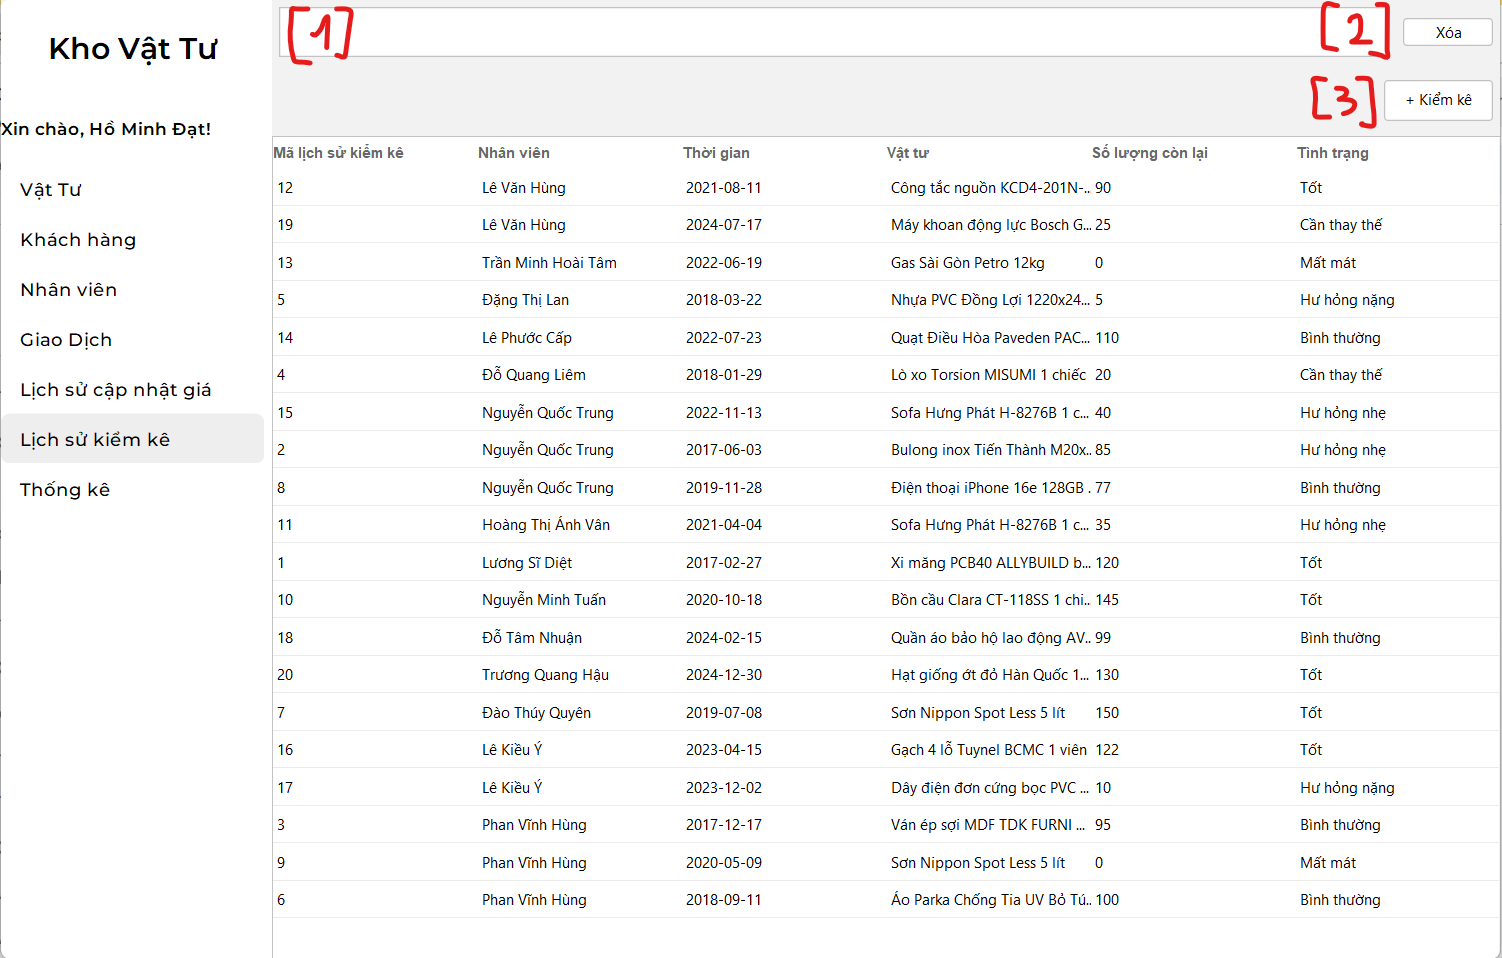 Kho Vật Tư
Xin chào, Hồ Minh Đạt!
Vật Tư
Khách hàng
Nhân viên
Giao Dịch
Lịch sử cập nhật giá
Lịch sử kiểm kê
Thống kê
[1]
[2] Xóa
[3] + Kiểm kê
Mã lịch sử kiểm kê Nhân viên Thời gian Vật tư Số lượng còn lại Tình trạng
12 Lê Văn Hùng 2021-08-11 Công tắc nguồn KCD4-201N-.. 90 Tốt
19 Lê Văn Hùng 2024-07-17 Máy khoan động lực Bosch G... 25 Cần thay thế
13 Trần Minh Hoài Tâm 2022-06-19 Gas Sài Gòn Petro 12kg 0 Mất mát
5 Đặng Thị Lan 2018-03-22 Nhựa PVC Đồng Lợi 1220x24... 5 Hư hỏng nặng
14 Lê Phước Cấp 2022-07-23 Quạt Điều Hòa Paveden PAC... 110 Bình thường
4 Đỗ Quang Liêm 2018-01-29 Lò xo Torsion MISUMI 1 chiếc 20 Cần thay thế
15 Nguyễn Quốc Trung 2022-11-13 Sofa Hưng Phát H-8276B 1 c... 40 Hư hỏng nhẹ
2 Nguyễn Quốc Trung 2017-06-03 Bulong inox Tiến Thành M20x.. 85 Hư hỏng nhẹ
8 Nguyễn Quốc Trung 2019-11-28 Điện thoại iPhone 16e 128GB . 77 Bình thường
11 Hoàng Thị Ánh Vân 2021-04-04 Sofa Hưng Phát H-8276B 1 c... 35 Hư hỏng nhẹ
1 Lương Sĩ Diệt 2017-02-27 Xi măng PCB40 ALLYBUILD b... 120 Tốt
10 Nguyễn Minh Tuấn 2020-10-18 Bồn cầu Clara CT-118SS 1 chi.. 145 Tốt
18 Đỗ Tâm Nhuận 2024-02-15 Quần áo bảo hộ lao động AV.. 99 Bình thường
20 Trương Quang Hậu 2024-12-30 Hạt giống ớt đỏ Hàn Quốc 1... 130 Tốt
7 Đào Thúy Quyên 2019-07-08 Sơn Nippon Spot Less 5 lít 150 Tốt
16 Lê Kiều Ý 2023-04-15 Gạch 4 lỗ Tuynel BCMC 1 viên 122 Tốt
17 Lê Kiều Ý 2023-12-02 Dây điện đơn cứng bọc PVC ... 10 Hư hỏng nặng
3 Phan Vĩnh Hùng 2017-12-17 Ván ép sợi MDF TDK FURNI ... 95 Bình thường
9 Phan Vĩnh Hùng 2020-05-09 Sơn Nippon Spot Less 5 lít 0 Mất mát
6 Phan Vĩnh Hùng 2018-09-11 Áo Parka Chống Tia UV Bỏ Tú.. 100 Bình thường